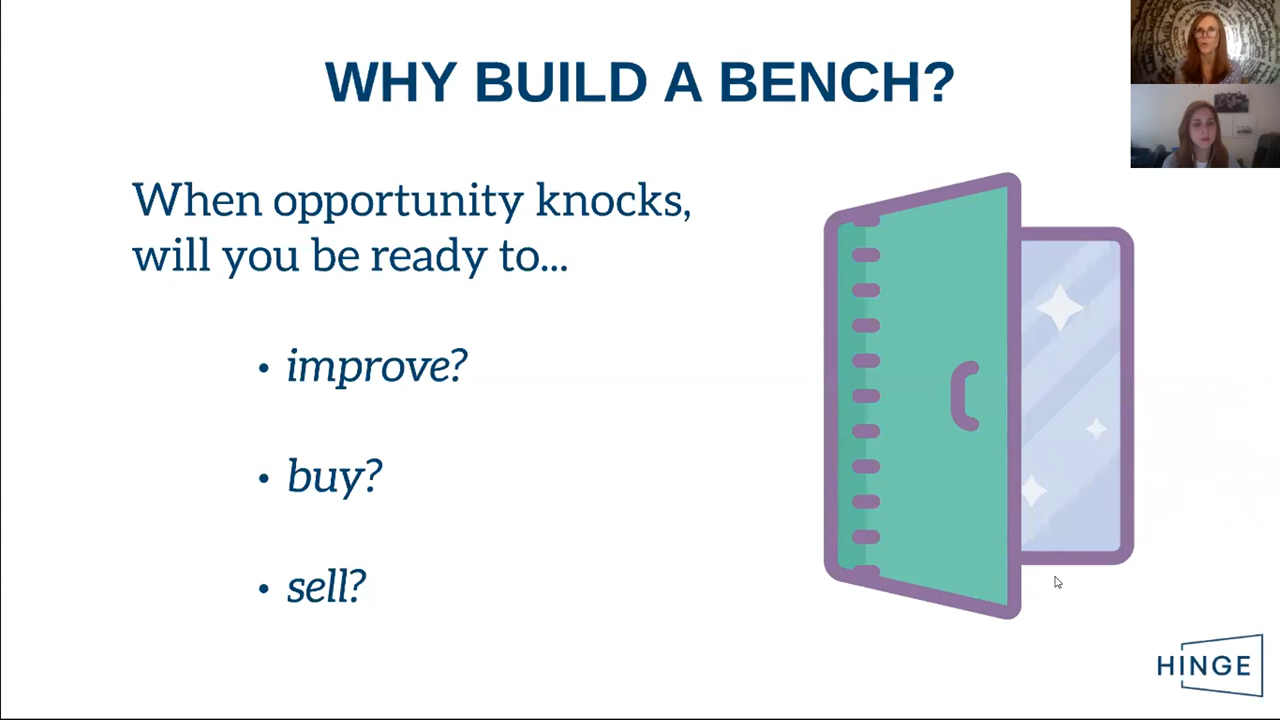 WHY BUILD A BENCH?
When opportunity knocks,
will you be ready to...
• improve?
• buy?
• sell?
HINGE